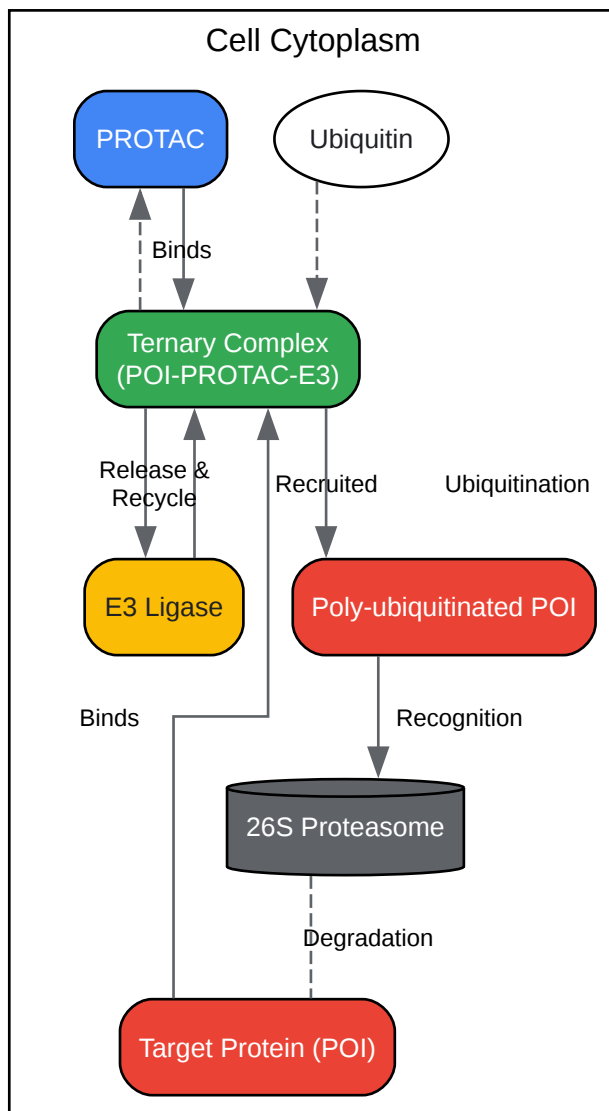 Cell Cytoplasm
PROTAC
Ubiquitin
Binds
Ternary Complex
(POI-PROTAC-E3)
Release &
Recycle
Recruited
Ubiquitination
E3 Ligase
Poly-ubiquitinated POI
Binds
Recognition
26S Proteasome
Degradation
Target Protein (POI)